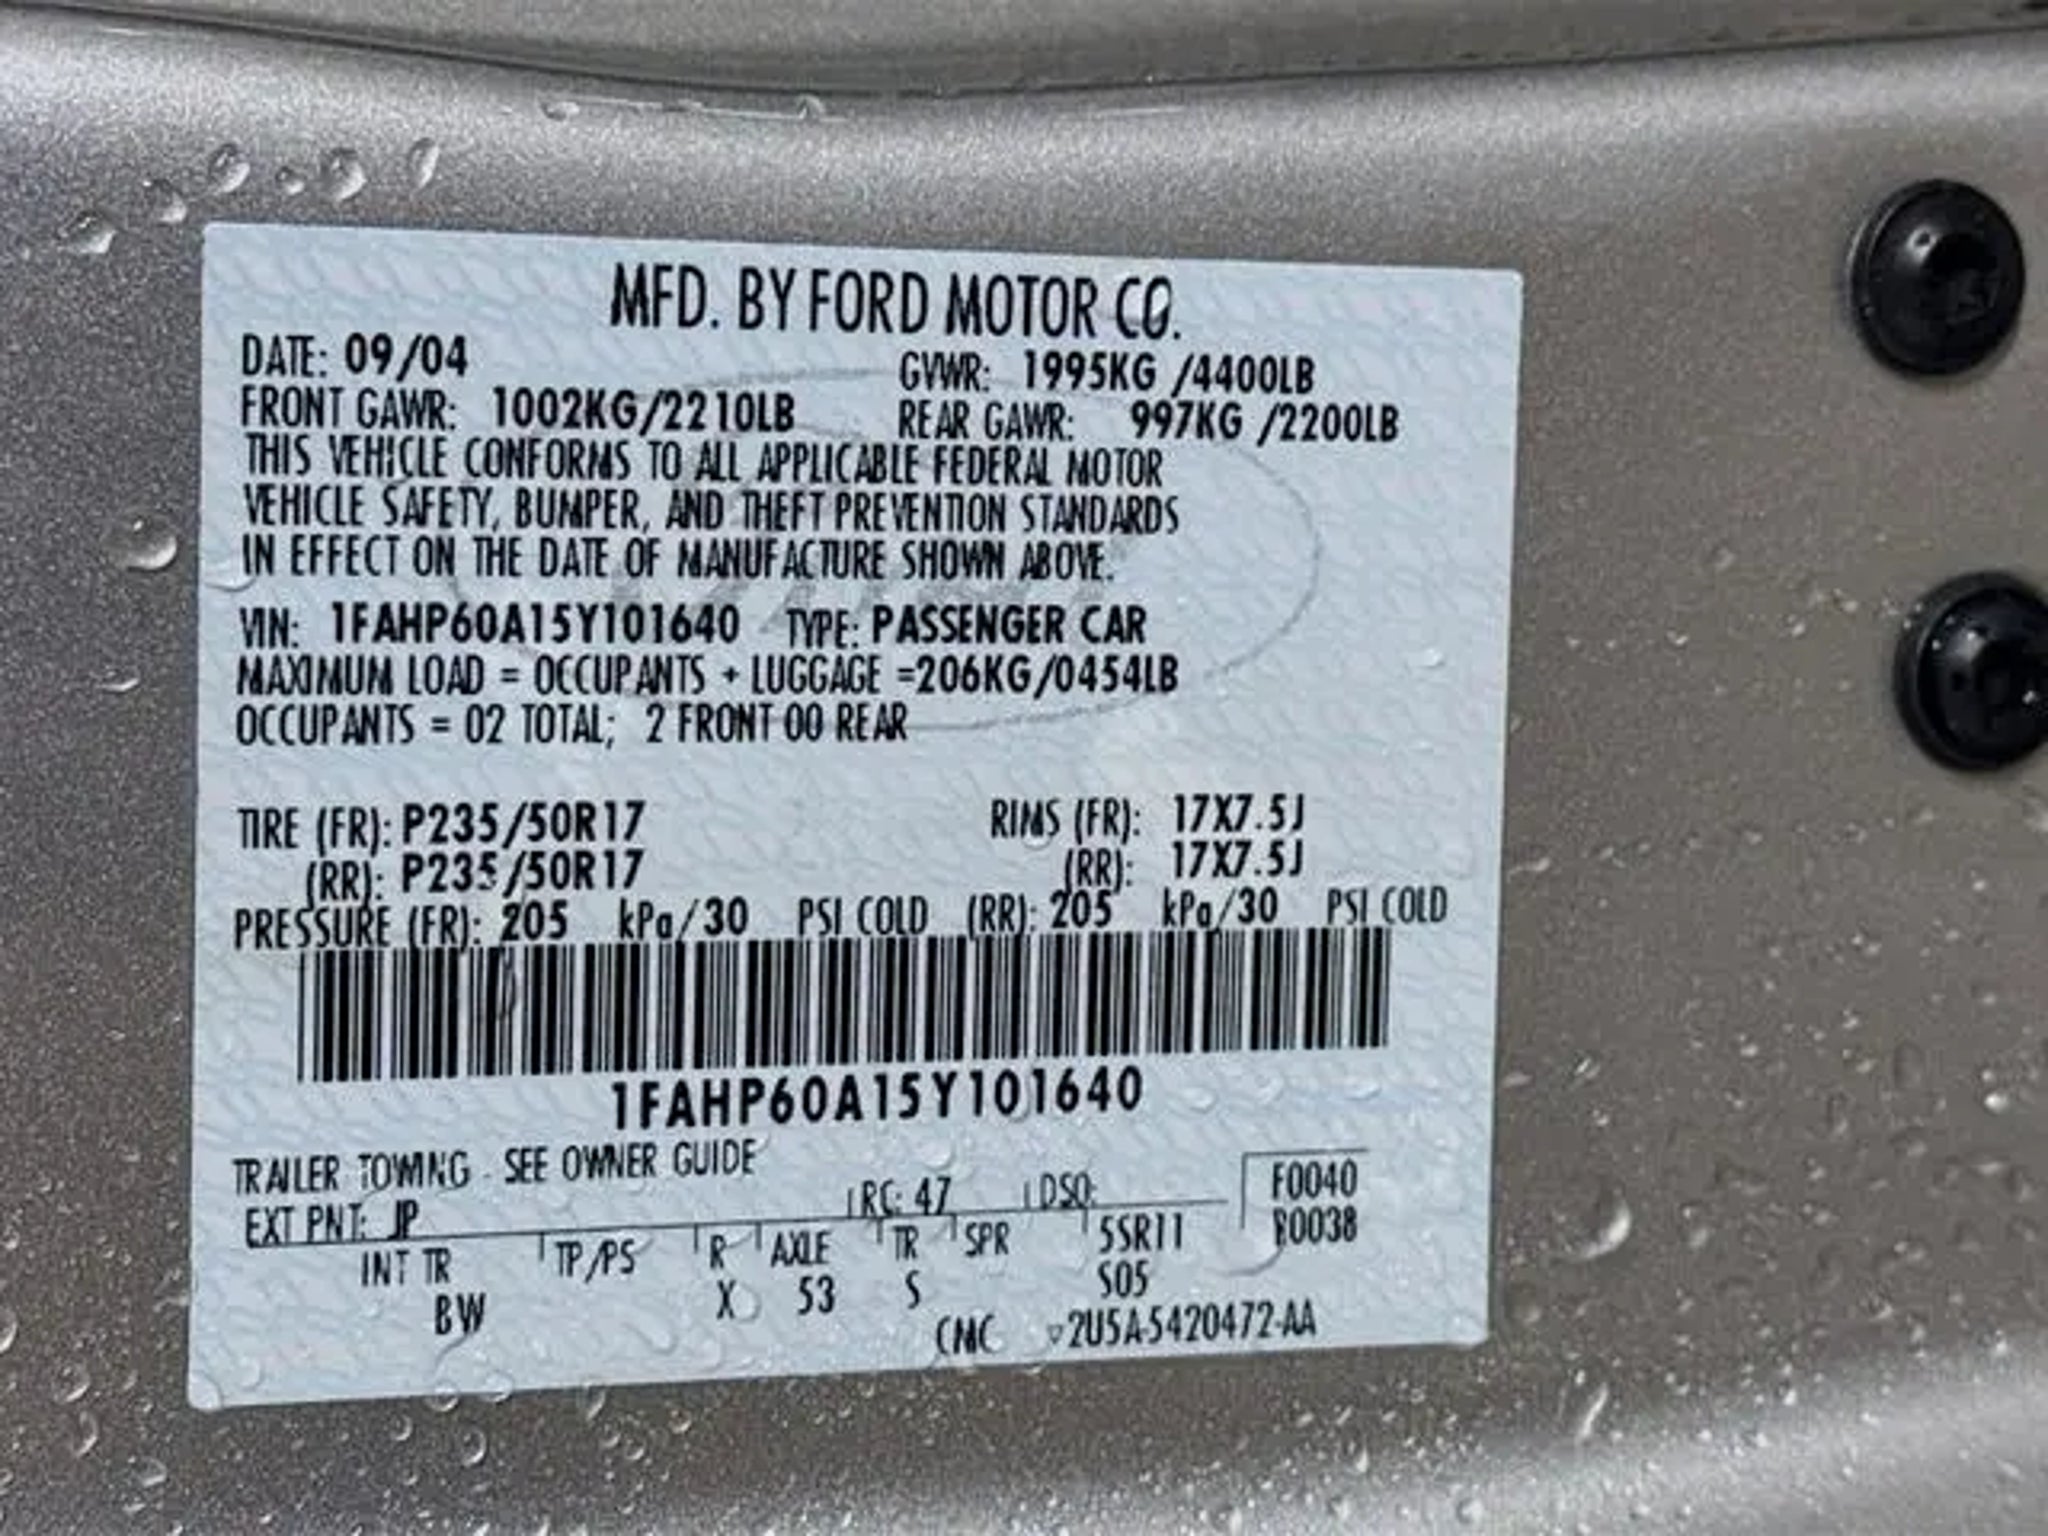 MFD. BY FORD MOTOR CO.
DATE: 09/04 GVWR: 1995KG /4400LB
FRONT GAWR: 1002KG/2210LB REAR GAWR: 997KG /2200LB
THIS VEHICLE CONFORMS TO ALL APPLICABLE FEDERAL MOTOR
VEHICLE SAFETY, BUMPER, AND THEFT PREVENTION STANDARDS
IN EFFECT ON THE DATE OF MANUFACTURE SHOWN ABOVE.
VIN: 1FAHP60A15Y101640 TYPE: PASSENGER CAR
MAXIMUM LOAD = OCCUPANTS + LUGGAGE =206KG/0454LB
OCCUPANTS = 02 TOTAL; 2 FRONT 00 REAR
TIRE (FR): P235/50R17 RIMS (FR): 17X7.5J
(RR): P235/50R17 (RR): 17X7.5J
PRESSURE (FR): 205 kPa/30 PSI COLD (RR): 205 kPa/30 PSI COLD
1FAHP60A15Y101640
TRAILER TOWING - SEE OWNER GUIDE
EXT PNT: JP RC: 47 DSO: F0040
INT TR TP/PS R AXLE TR SPR 5SR11 R0038
BW X 53 S S05
CMC 2U5A-5420472-AA